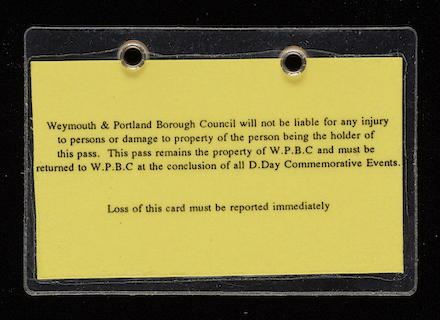 Weymouth & Portland Borough Council will not be liable for any injury
to persons or damage to property of the person being the holder of
this pass. This pass remains the property of W.P.B.C and must be
returned to W.P.B.C at the conclusion of all D.Day Commemorative Events.
Loss of this card must be reported immediately